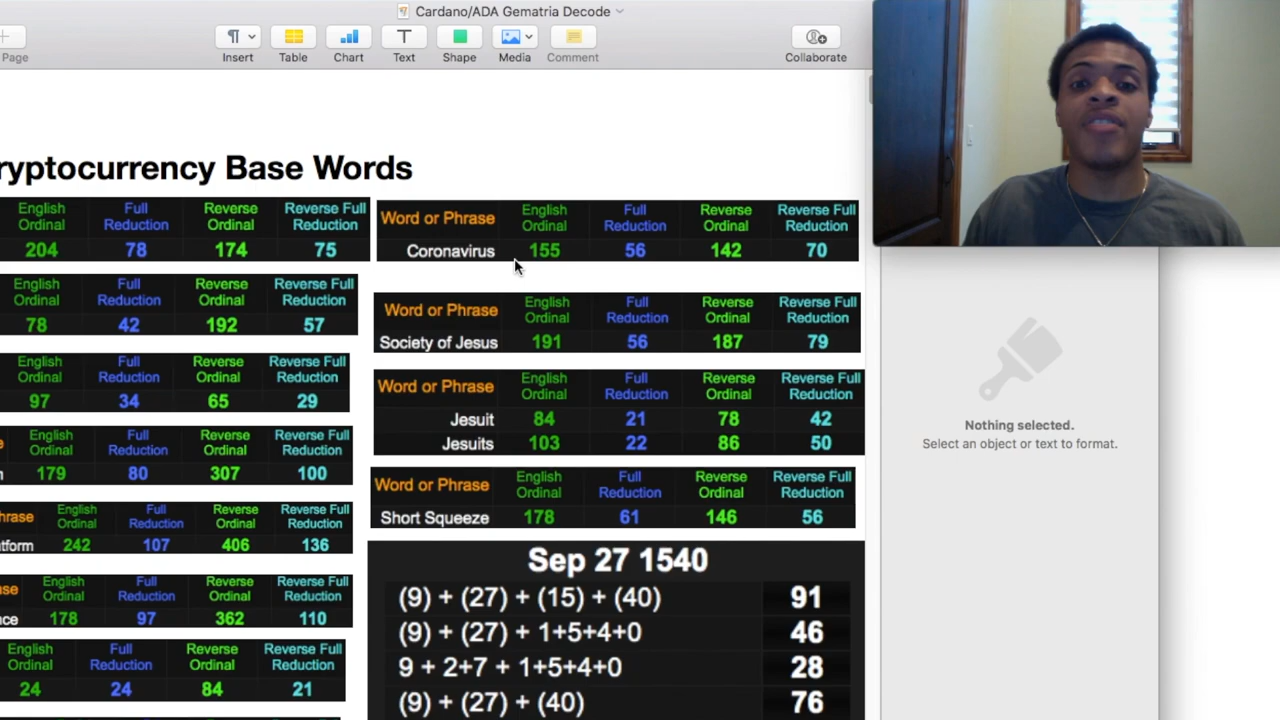 Cardano/ADA Gematria Decode
Page
Insert
Table
Chart
Text
Shape
Media
Comment
Collaborate
ryptocurrency Base Words
English Ordinal Full Reduction Reverse Ordinal Reverse Full Reduction
204 78 174 75
English Ordinal Full Reduction Reverse Ordinal Reverse Full Reduction
78 42 192 57
English Ordinal Full Reduction Reverse Ordinal Reverse Full Reduction
97 34 65 29
e English Ordinal Full Reduction Reverse Ordinal Reverse Full Reduction
n 179 80 307 100
hrase English Ordinal Full Reduction Reverse Ordinal Reverse Full Reduction
tform 242 107 406 136
se English Ordinal Full Reduction Reverse Ordinal Reverse Full Reduction
nce 178 97 362 110
English Ordinal Full Reduction Reverse Ordinal Reverse Full Reduction
24 24 84 21
Word or Phrase English Ordinal Full Reduction Reverse Ordinal Reverse Full Reduction
Coronavirus 155 56 142 70
Word or Phrase English Ordinal Full Reduction Reverse Ordinal Reverse Full Reduction
Society of Jesus 191 56 187 79
Word or Phrase English Ordinal Full Reduction Reverse Ordinal Reverse Full Reduction
Jesuit 84 21 78 42
Jesuits 103 22 86 50
Word or Phrase English Ordinal Full Reduction Reverse Ordinal Reverse Full Reduction
Short Squeeze 178 61 146 56
Sep 27 1540
(9) + (27) + (15) + (40) 91
(9) + (27) + 1+5+4+0 46
9 + 2+7 + 1+5+4+0 28
(9) + (27) + (40) 76
Nothing selected.
Select an object or text to format.